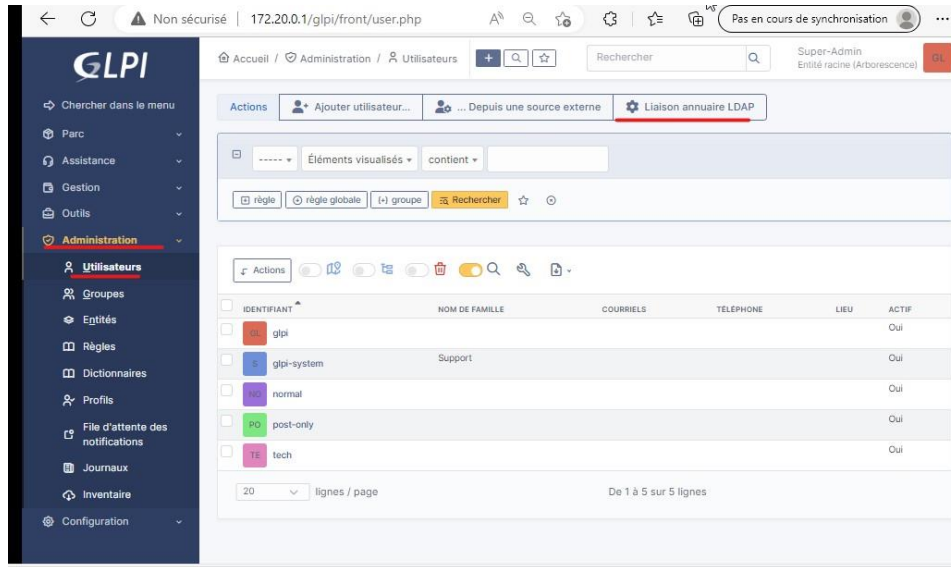 Non sécurisé | 172.20.0.1/glpi/front/user.php
Pas en cours de synchronisation
GLPI
Accueil / Administration / Utilisateurs
Rechercher
Super-Admin
Entité racine (Arborescence)
GL
Chercher dans le menu
Parc
Assistance
Gestion
Outils
Administration
Utilisateurs
Groupes
Entités
Règles
Dictionnaires
Profils
File d'attente des
notifications
Journaux
Inventaire
Configuration
Actions
Ajouter utilisateur...
... Depuis une source externe
Liaison annuaire LDAP
----- Éléments visualisés contient
règle
règle globale
(+) groupe
Rechercher
Actions
IDENTIFIANT NOM DE FAMILLE COURRIELS TÉLÉPHONE LIEU ACTIF
GL glpi Oui
S glpi-system Support Oui
NO normal Oui
PO post-only Oui
TE tech Oui
20 lignes / page De 1 à 5 sur 5 lignes